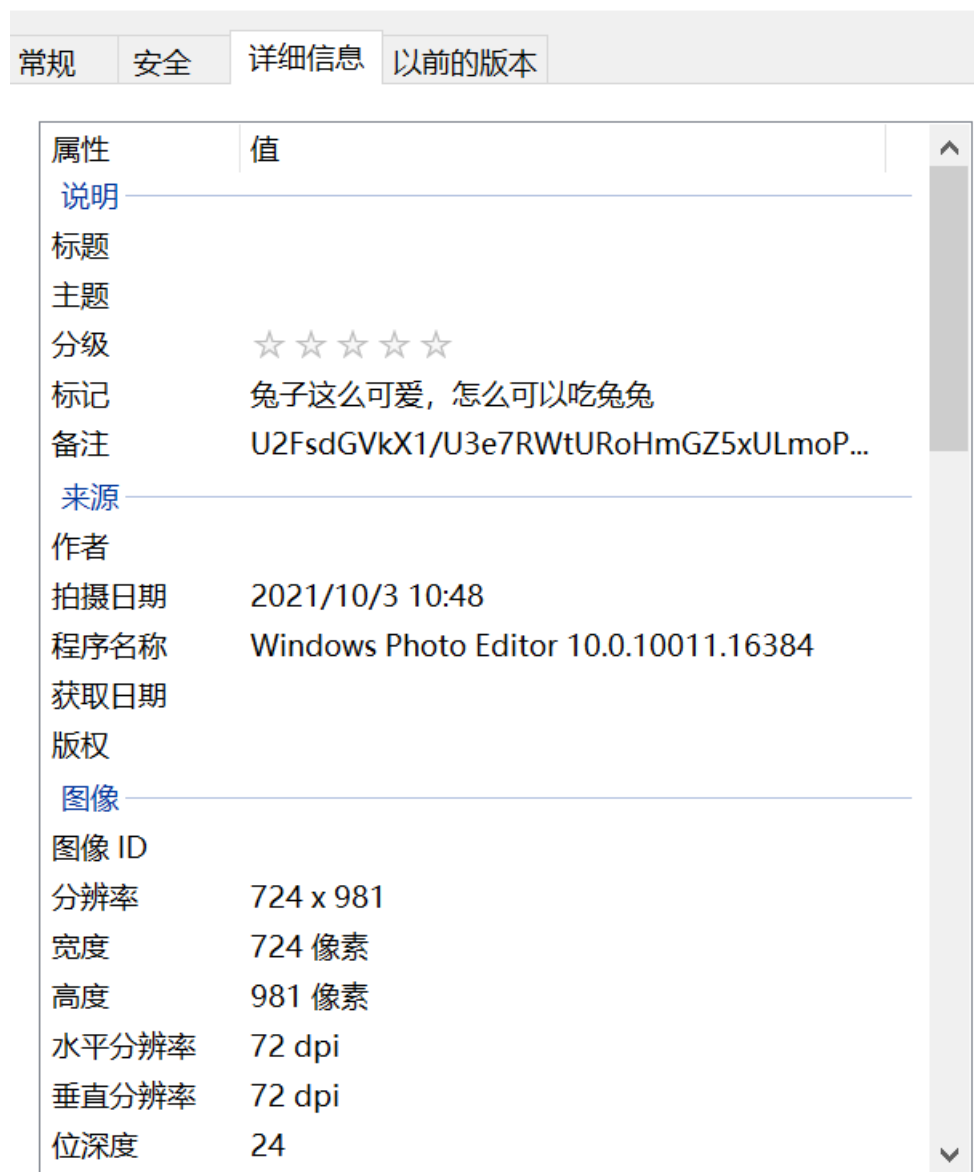 常规 安全 详细信息 以前的版本
属性 值
说明
标题
主题
分级
标记 兔子这么可爱，怎么可以吃兔兔
备注 U2FsdGVkX1/U3e7RWtURoHmGZ5xULmoP...
来源
作者
拍摄日期 2021/10/3 10:48
程序名称 Windows Photo Editor 10.0.10011.16384
获取日期
版权
图像
图像 ID
分辨率 724 x 981
宽度 724 像素
高度 981 像素
水平分辨率 72 dpi
垂直分辨率 72 dpi
位深度 24